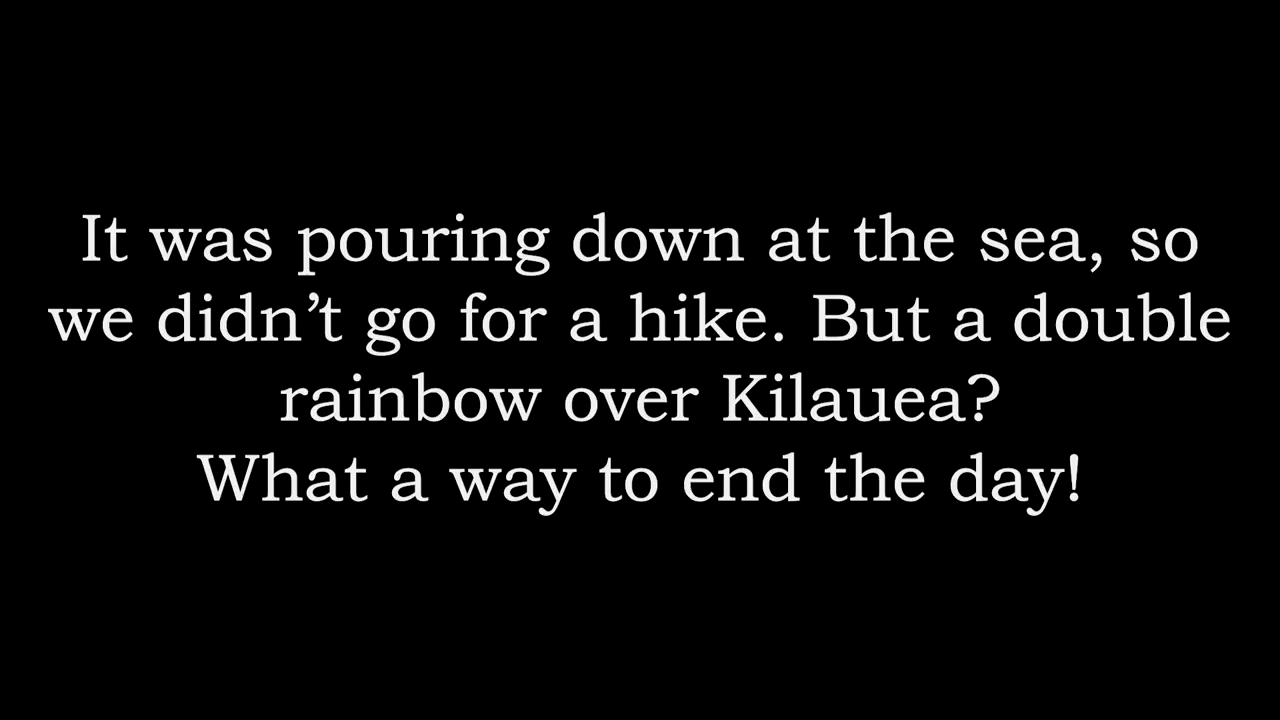 It was pouring down at the sea, so
we didn’t go for a hike. But a double
rainbow over Kilauea?
What a way to end the day!